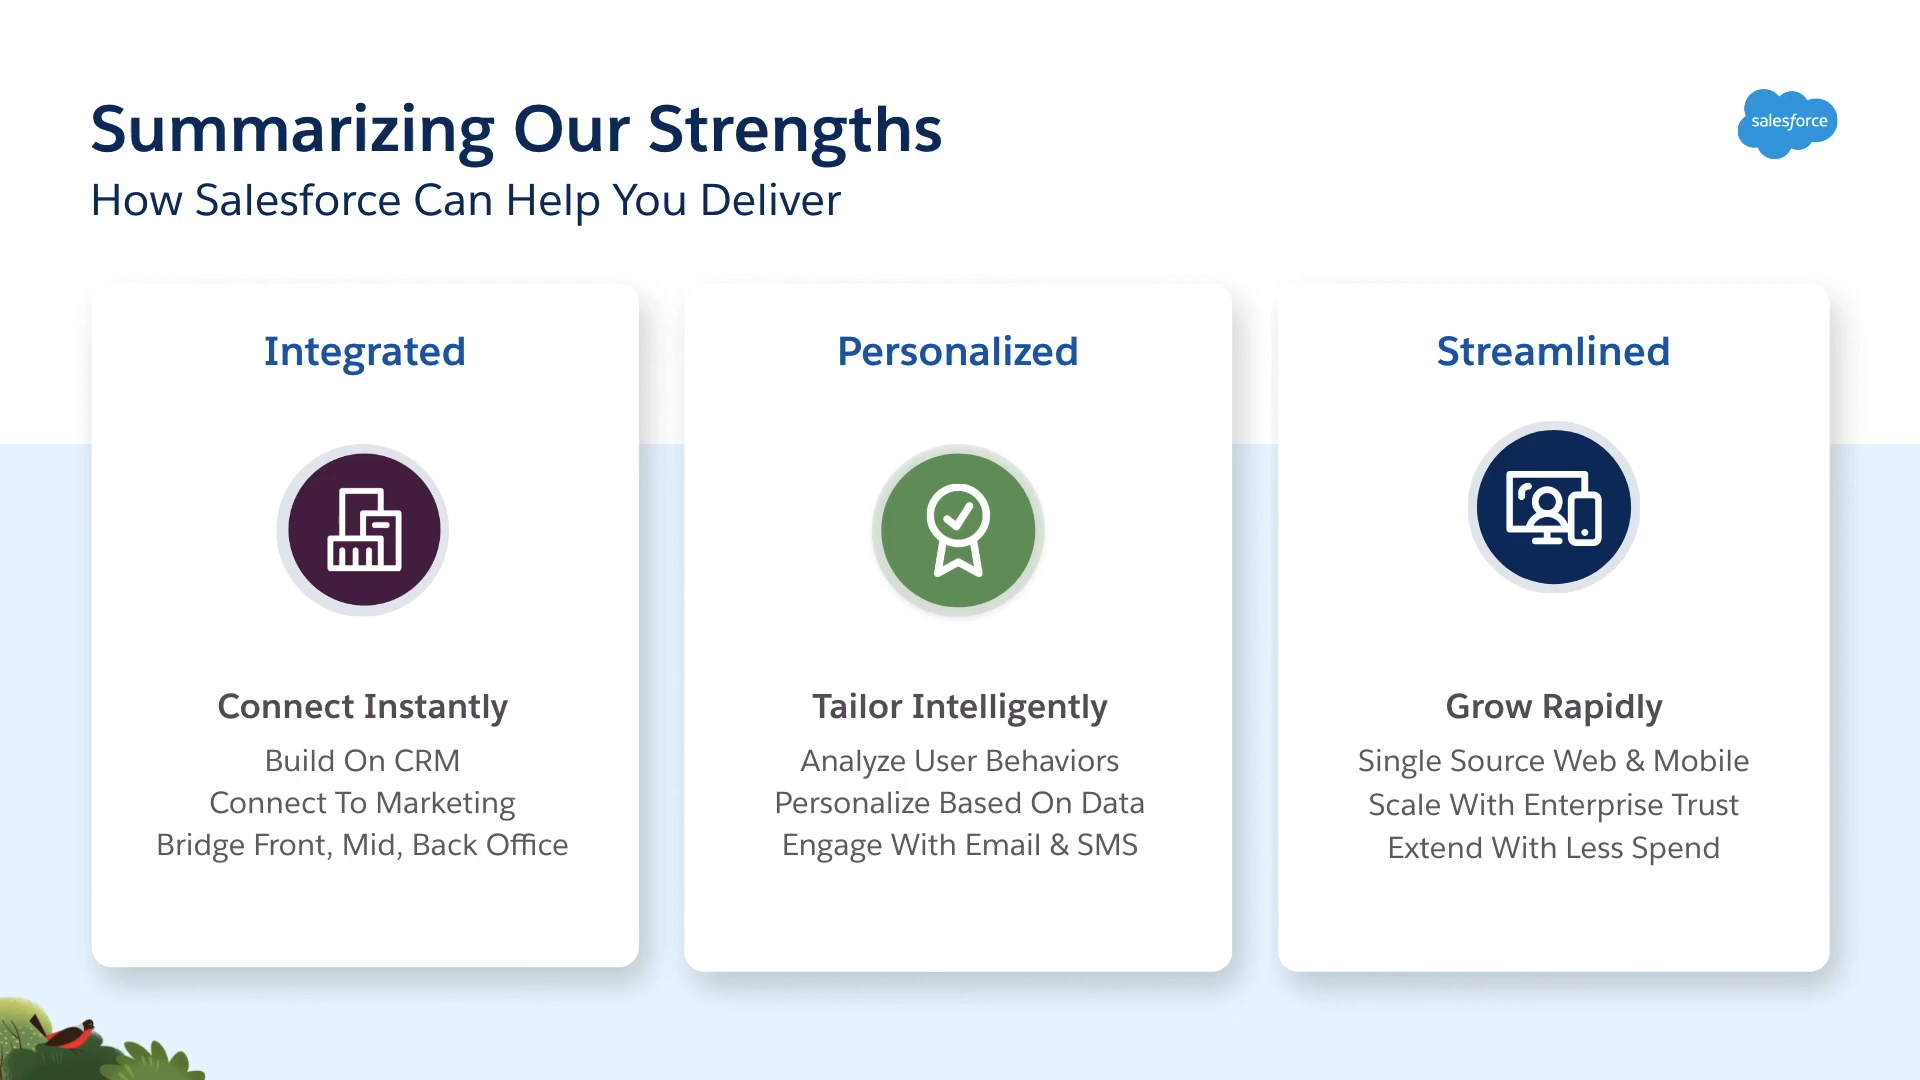 Summarizing Our Strengths
How Salesforce Can Help You Deliver
salesforce
Integrated
Connect Instantly
Build On CRM
Connect To Marketing
Bridge Front, Mid, Back Office
Personalized
Tailor Intelligently
Analyze User Behaviors
Personalize Based On Data
Engage With Email & SMS
Streamlined
Grow Rapidly
Single Source Web & Mobile
Scale With Enterprise Trust
Extend With Less Spend